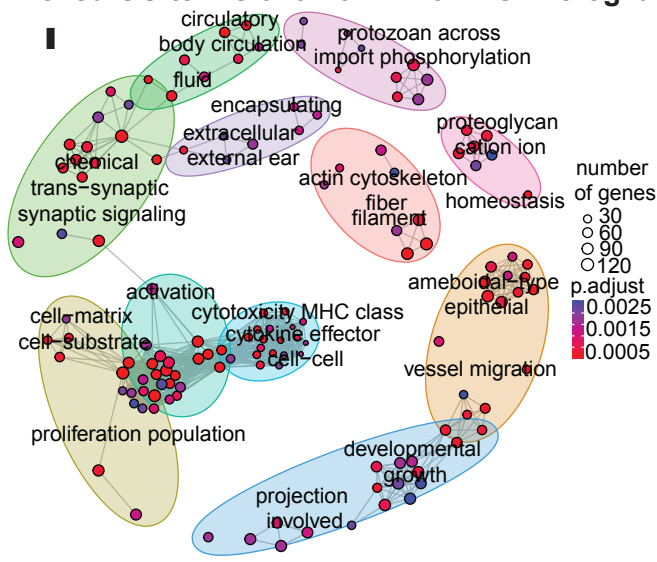 I
circulatory
body circulation
fluid
protozoan across
import phosphorylation
encapsulating
extracellular
external ear
proteoglycan
cation ion
homeostasis
chemical
trans−synaptic
synaptic signaling
actin cytoskeleton
fiber
filament
number
of genes
30
60
90
120
p.adjust
0.0025
0.0015
0.0005
ameboidal−type
epithelial
vessel migration
activation
cytotoxicity MHC class
cytokine effector
cell−cell
cell−matrix
cell−substrate
proliferation population
developmental
growth
projection
involved